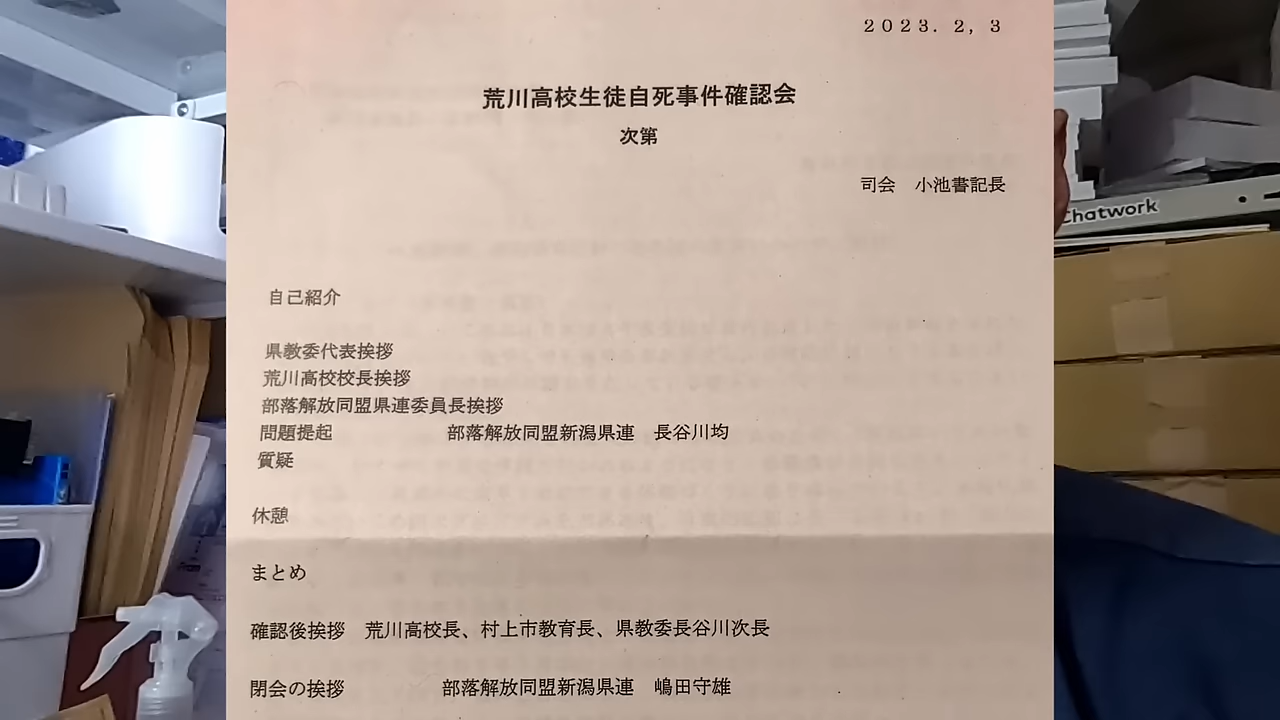 ２０２３．２，３
荒川高校生徒自死事件確認会
次第
司会　小池書記長
自己紹介
県教委代表挨拶
荒川高校校長挨拶
部落解放同盟県連委員長挨拶
問題提起　部落解放同盟新潟県連　長谷川均
質疑
休憩
まとめ
確認後挨拶　荒川高校長、村上市教育長、県教委長谷川次長
閉会の挨拶　部落解放同盟新潟県連　嶋田守雄
Chatwork